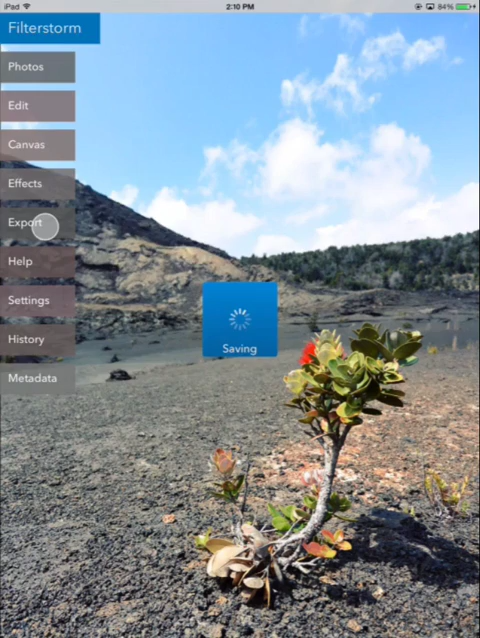 iPad 2:10 PM 84%
Filterstorm
Photos
Edit
Canvas
Effects
Export
Help
Settings
History
Metadata
Saving